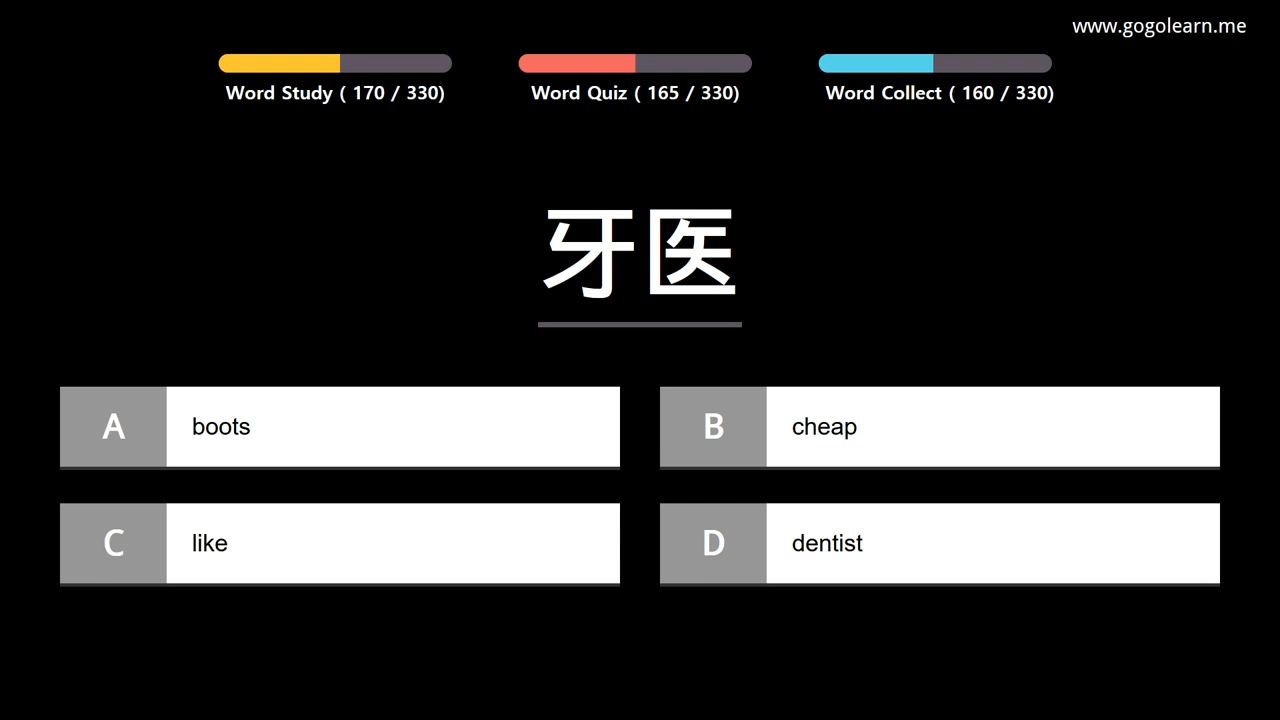 www.gogolearn.me
Word Study ( 170 / 330)
Word Quiz ( 165 / 330)
Word Collect ( 160 / 330)
牙医
A boots
B cheap
C like
D dentist